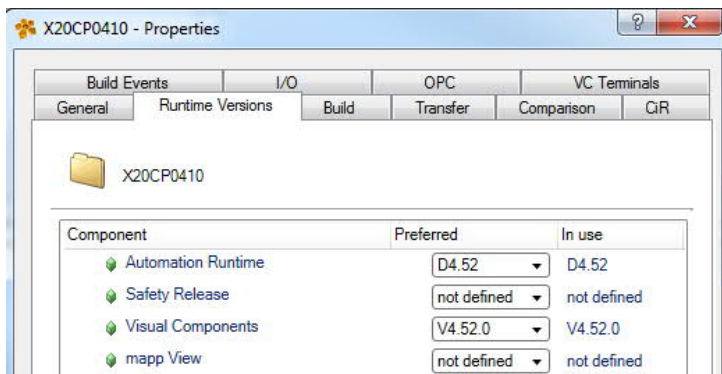 X20CP0410 - Properties
Build Events I/O OPC VC Terminals
General Runtime Versions Build Transfer Comparison CiR
X20CP0410
Component Preferred In use
Automation Runtime D4.52 D4.52
Safety Release not defined not defined
Visual Components V4.52.0 V4.52.0
mapp View not defined not defined